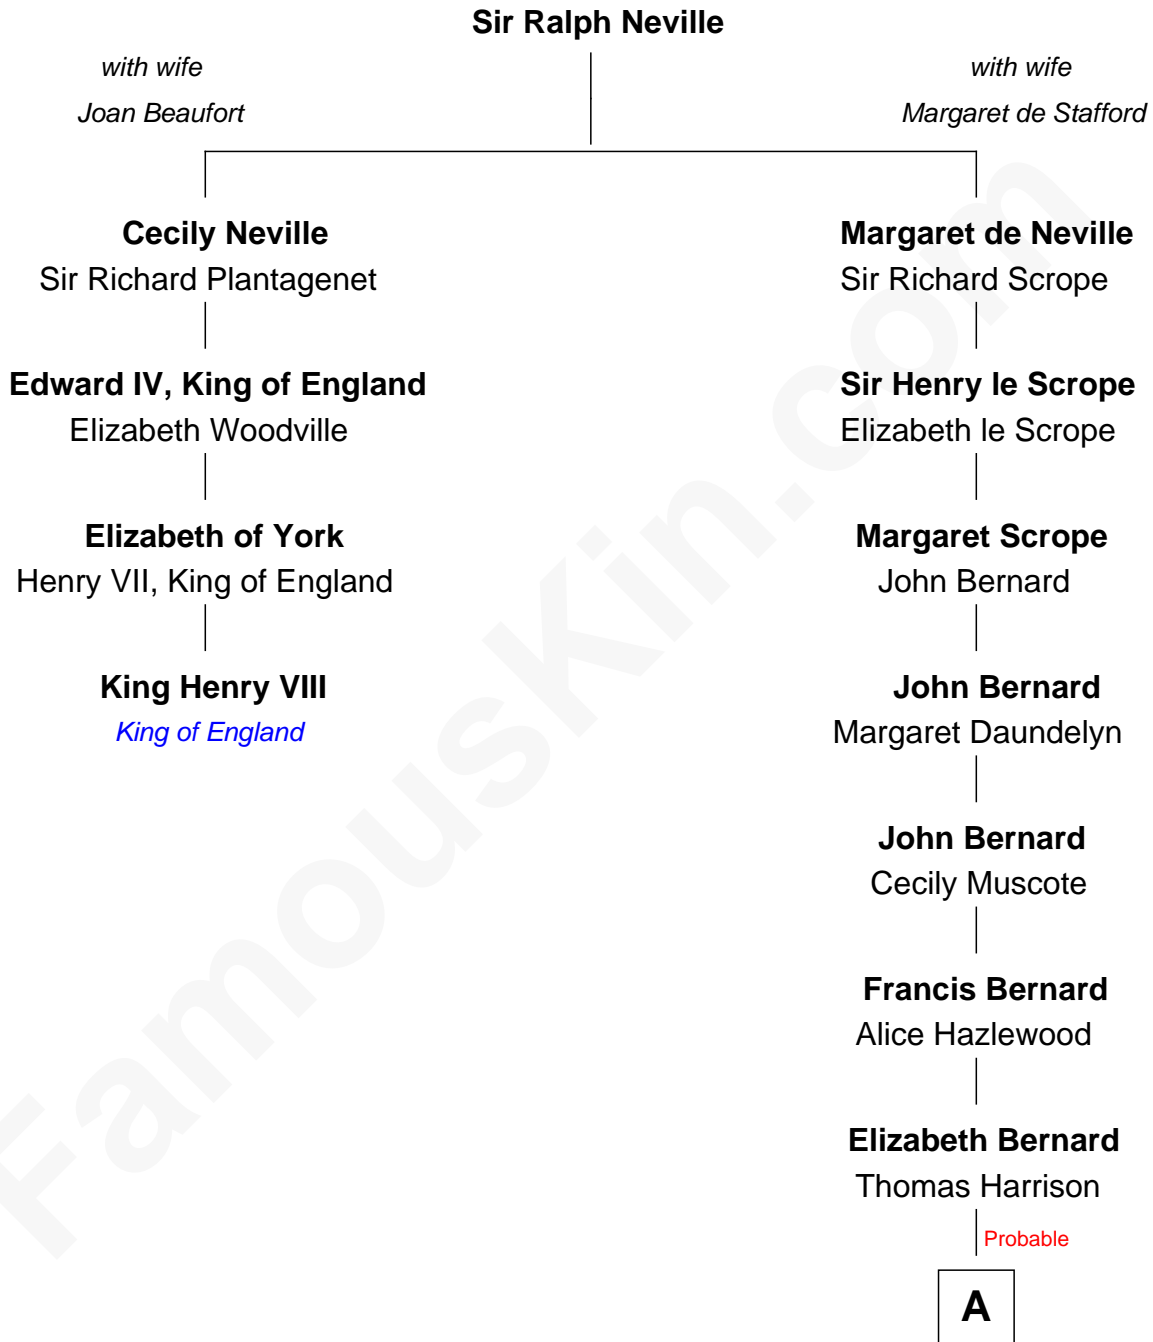 Sir Ralph Neville
with wife
Joan Beaufort
with wife
Margaret de Stafford
Cecily Neville
Sir Richard Plantagenet
Edward IV, King of England
Elizabeth Woodville
Elizabeth of York
Henry VII, King of England
King Henry VIII
King of England
Margaret de Neville
Sir Richard Scrope
Sir Henry le Scrope
Elizabeth le Scrope
Margaret Scrope
John Bernard
John Bernard
Margaret Daundelyn
John Bernard
Cecily Muscote
Francis Bernard
Alice Hazlewood
Elizabeth Bernard
Thomas Harrison
Probable
A
FamousKin.com